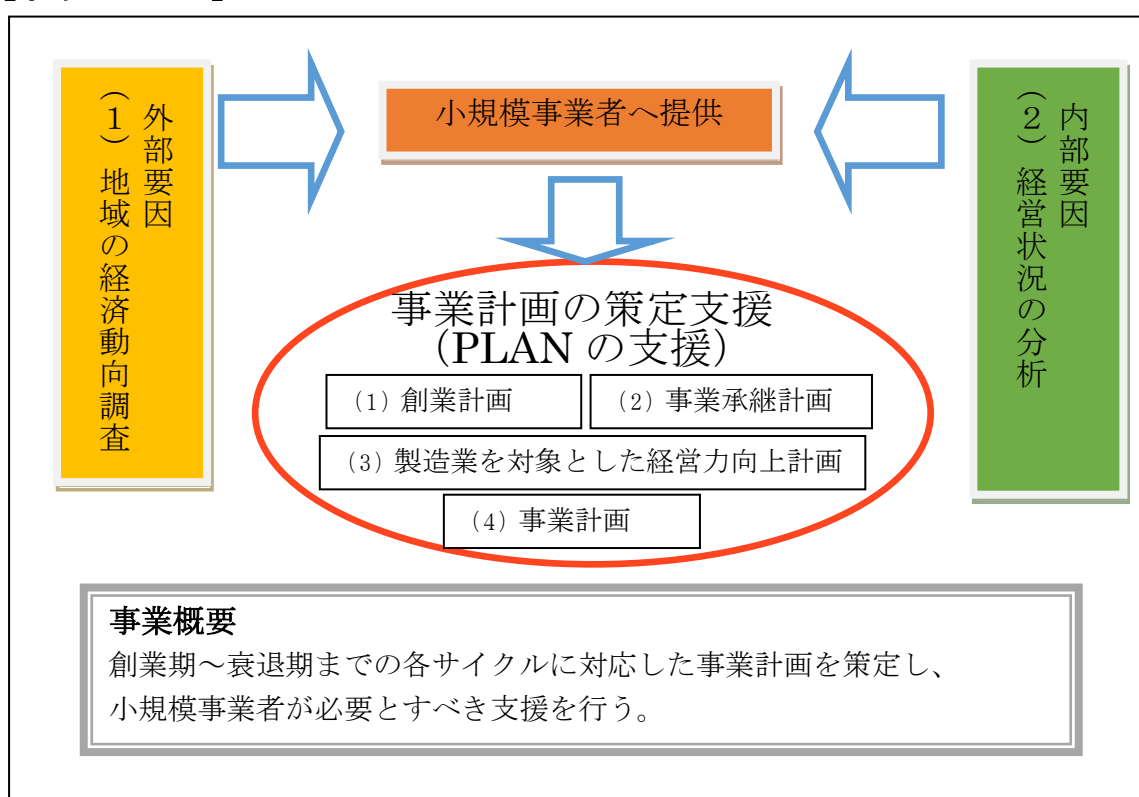 外部要因
（１）地域の経済動向調査
小規模事業者へ提供
内部要因
（２）経営状況の分析
事業計画の策定支援
（PLAN の支援）
(1) 創業計画
(2) 事業承継計画
(3) 製造業を対象とした経営力向上計画
(4) 事業計画
事業概要
創業期～衰退期までの各サイクルに対応した事業計画を策定し、
小規模事業者が必要とすべき支援を行う。